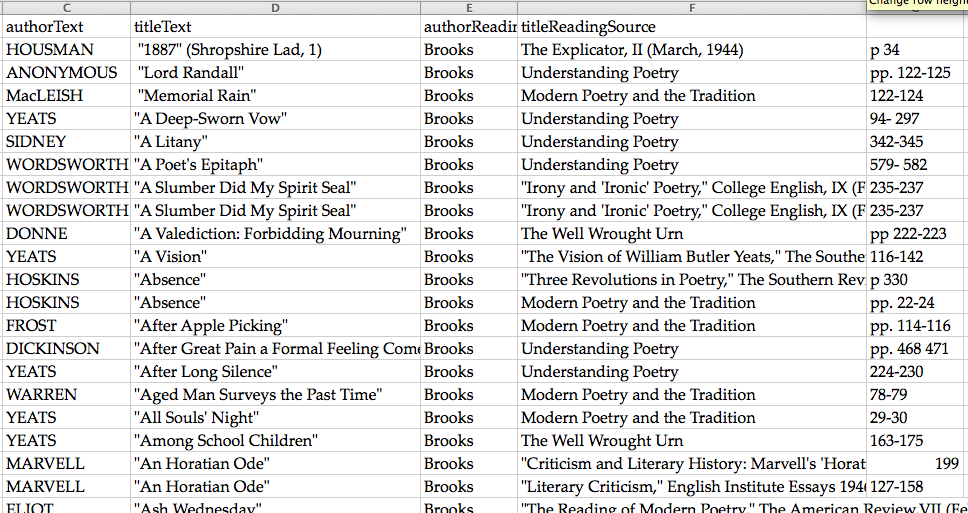 Change row heigh
C D E F
authorText titleText authorReadin titleReadingSource
HOUSMAN "1887" (Shropshire Lad, 1) Brooks The Explicator, II (March, 1944) p 34
ANONYMOUS "Lord Randall" Brooks Understanding Poetry pp. 122-125
MacLEISH "Memorial Rain" Brooks Modern Poetry and the Tradition 122-124
YEATS "A Deep-Sworn Vow" Brooks Understanding Poetry 94- 297
SIDNEY "A Litany" Brooks Understanding Poetry 342-345
WORDSWORTH "A Poet's Epitaph" Brooks Understanding Poetry 579- 582
WORDSWORTH "A Slumber Did My Spirit Seal" Brooks "Irony and 'Ironic' Poetry," College English, IX (F 235-237
WORDSWORTH "A Slumber Did My Spirit Seal" Brooks "Irony and 'Ironic' Poetry," College English, IX (F 235-237
DONNE "A Valediction: Forbidding Mourning" Brooks The Well Wrought Urn pp 222-223
YEATS "A Vision" Brooks "The Vision of William Butler Yeats," The Southe 116-142
HOSKINS "Absence" Brooks "Three Revolutions in Poetry," The Southern Rev p 330
HOSKINS "Absence" Brooks Modern Poetry and the Tradition pp. 22-24
FROST "After Apple Picking" Brooks Modern Poetry and the Tradition pp. 114-116
DICKINSON "After Great Pain a Formal Feeling Come Brooks Understanding Poetry pp. 468 471
YEATS "After Long Silence" Brooks Understanding Poetry 224-230
WARREN "Aged Man Surveys the Past Time" Brooks Modern Poetry and the Tradition 78-79
YEATS "All Souls' Night" Brooks Modern Poetry and the Tradition 29-30
YEATS "Among School Children" Brooks The Well Wrought Urn 163-175
MARVELL "An Horatian Ode" Brooks "Criticism and Literary History: Marvell's 'Horat 199
MARVELL "An Horatian Ode" Brooks "Literary Criticism," English Institute Essays 194 127-158
ELIOT "Ash Wednesday" Brooks "The Reading of Modern Poetry," The American Review VII (Fe